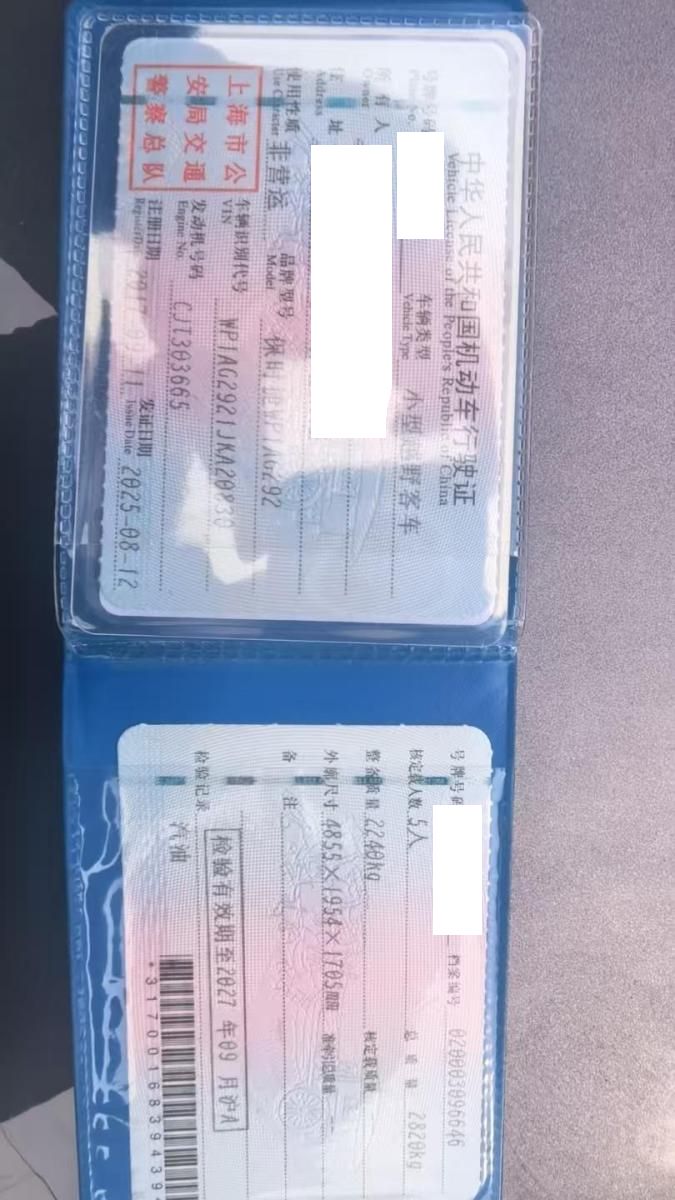 中华人民共和国机动车行驶证
Vehicle License of the People's Republic of China
号牌号码
Plate No.
车辆类型
Vehicle Type
小型越野客车
所有人
Owner
住址
Address
使用性质
Use Character
非营运
品牌型号
Model
保时捷WP1AG292
上海市公
安局交通
警察总队
车辆识别代号
VIN
发动机号码
Engine No.
CJT303665
注册日期
发证日期
Issue Date
2025-08-12
号牌号码
档案编号
020003096646
核定载人数 5人
总质量 2820kg
整备质量 2240kg
核定载质量
外廓尺寸 4855×1954×1705mm
准牵引总质量
备注
检验有效期至2027年09月沪A
检验记录
汽油